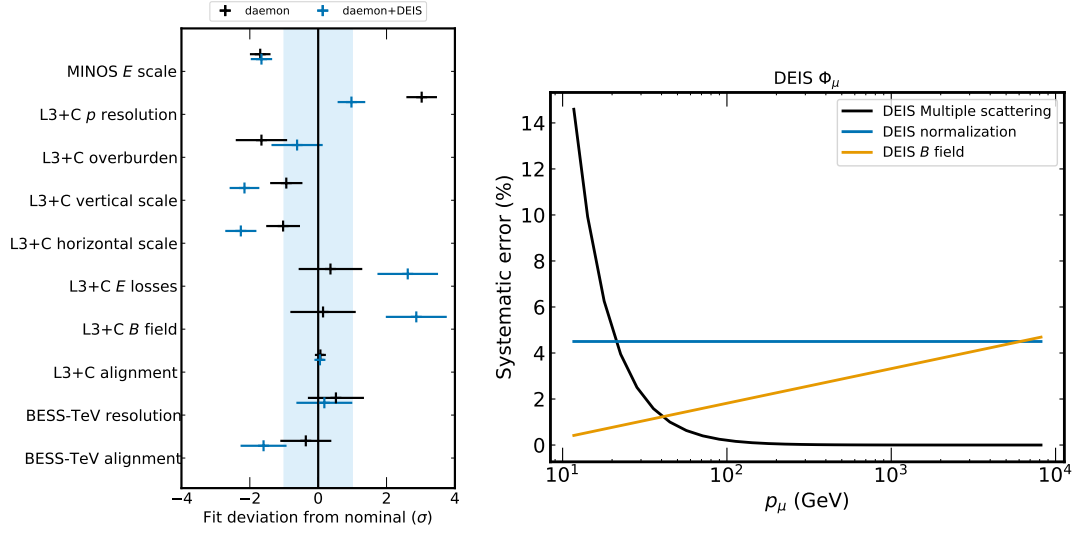 daemon daemon+DEIS
MINOS E scale
L3+C p resolution
L3+C overburden
L3+C vertical scale
L3+C horizontal scale
L3+C E losses
L3+C B field
L3+C alignment
BESS-TeV resolution
BESS-TeV alignment
−4 −2 0 2 4
Fit deviation from nominal (σ)
DEIS Φμ
DEIS Multiple scattering
DEIS normalization
DEIS B field
14
12
10
8
6
4
2
0
Systematic error (%)
10¹ 10² 10³ 10⁴
pμ (GeV)